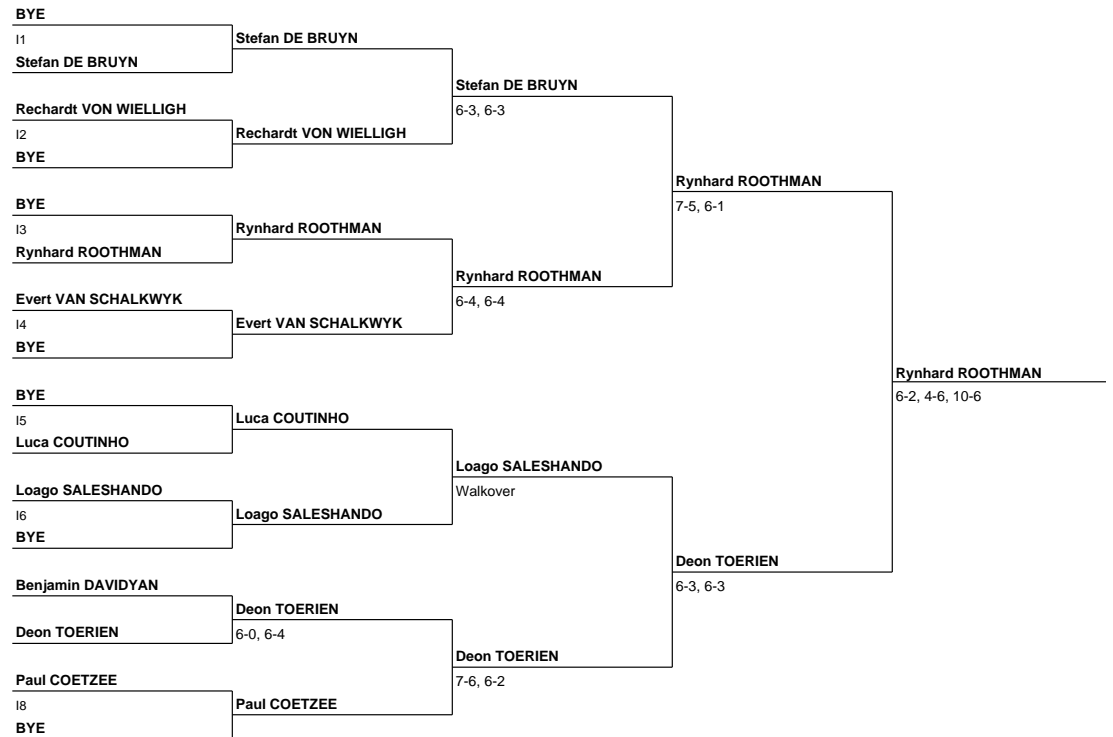 BYE
I1
Stefan DE BRUYN
Stefan DE BRUYN
Rechardt VON WIELLIGH
I2
BYE
Rechardt VON WIELLIGH
Stefan DE BRUYN
6-3, 6-3
BYE
I3
Rynhard ROOTHMAN
Rynhard ROOTHMAN
Evert VAN SCHALKWYK
I4
BYE
Evert VAN SCHALKWYK
Rynhard ROOTHMAN
6-4, 6-4
Rynhard ROOTHMAN
7-5, 6-1
BYE
I5
Luca COUTINHO
Luca COUTINHO
Loago SALESHANDO
I6
BYE
Loago SALESHANDO
Loago SALESHANDO
Walkover
Benjamin DAVIDYAN
Deon TOERIEN
Deon TOERIEN
6-0, 6-4
Paul COETZEE
I8
BYE
Paul COETZEE
Deon TOERIEN
7-6, 6-2
Deon TOERIEN
6-3, 6-3
Rynhard ROOTHMAN
6-2, 4-6, 10-6